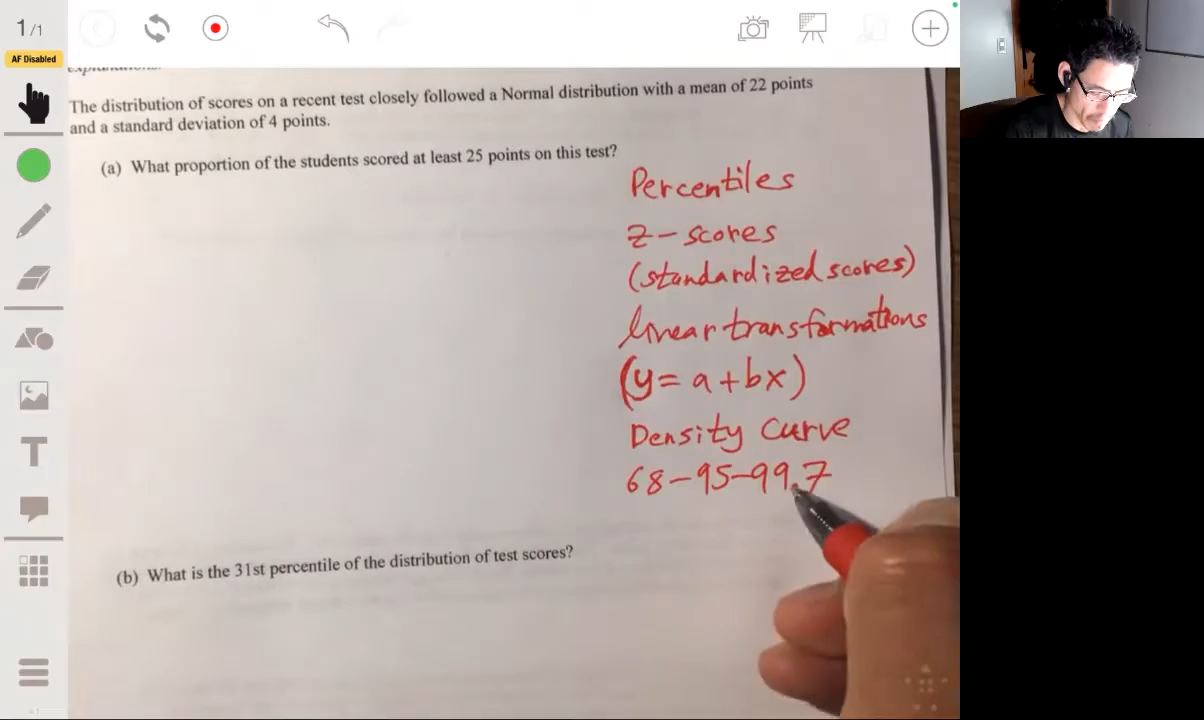 1/1
AF Disabled
explanations.
The distribution of scores on a recent test closely followed a Normal distribution with a mean of 22 points
and a standard deviation of 4 points.
(a) What proportion of the students scored at least 25 points on this test?
Percentiles
z-scores
(standardized scores)
linear transformations
(y = a + bx)
Density Curve
68-95-99.7
(b) What is the 31st percentile of the distribution of test scores?
T